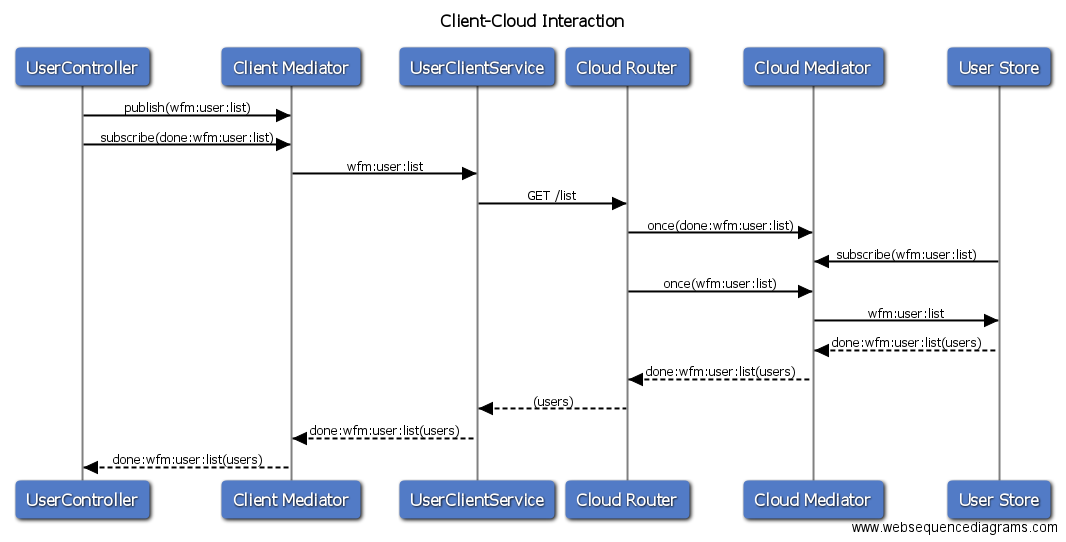 Client-Cloud Interaction
UserController Client Mediator UserClientService Cloud Router Cloud Mediator User Store
publish(wfm:user:list)
subscribe(done:wfm:user:list)
wfm:user:list
GET /list
once(done:wfm:user:list)
subscribe(wfm:user:list)
once(wfm:user:list)
wfm:user:list
done:wfm:user:list(users)
done:wfm:user:list(users)
(users)
done:wfm:user:list(users)
done:wfm:user:list(users)
UserController Client Mediator UserClientService Cloud Router Cloud Mediator User Store
www.websequencediagrams.com